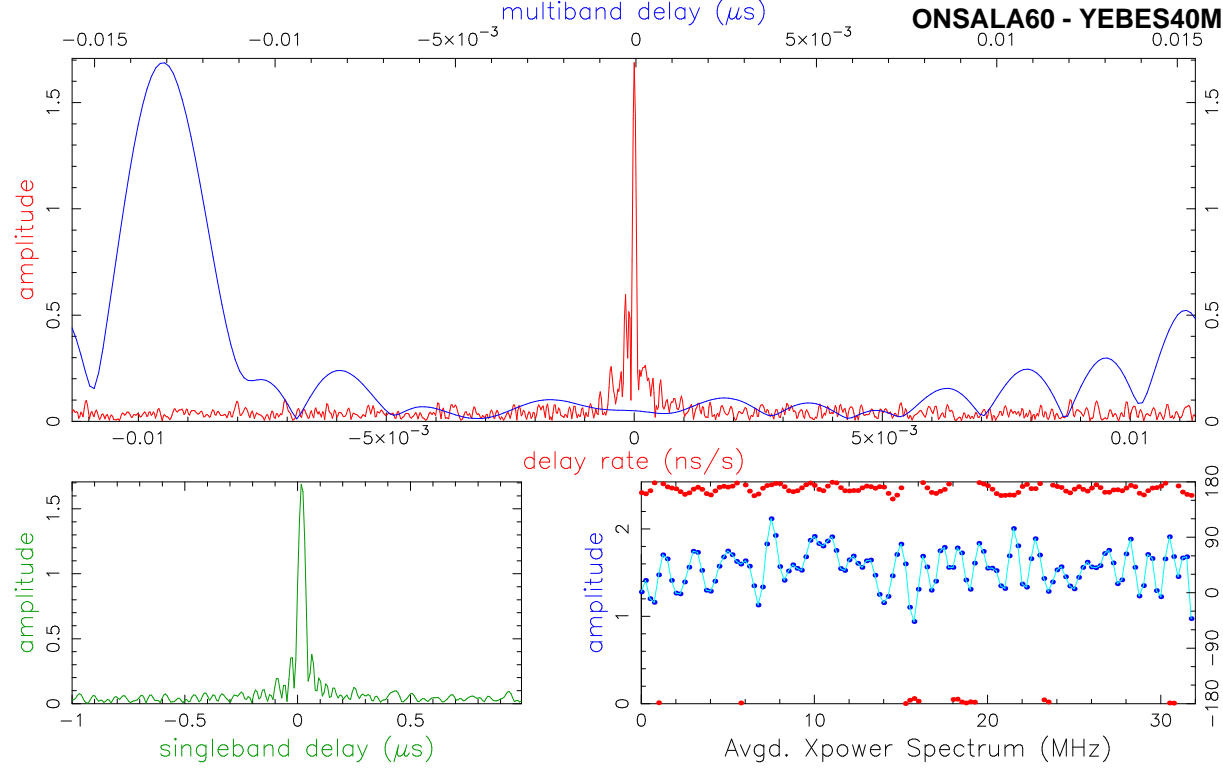 multiband delay (μs)
ONSALA60 - YEBES40M
−0.015 −0.01 −5×10⁻³ 0 5×10⁻³ 0.01 0.015
amplitude
0 0.5 1 1.5
0 0.5 1 1.5
−0.01 −5×10⁻³ 0 5×10⁻³ 0.01
delay rate (ns/s)
amplitude
0 0.5 1 1.5
−1 −0.5 0 0.5
singleband delay (μs)
amplitude
0 1 2
−180 −90 0 90 180
0 10 20 30
Avgd. Xpower Spectrum (MHz)